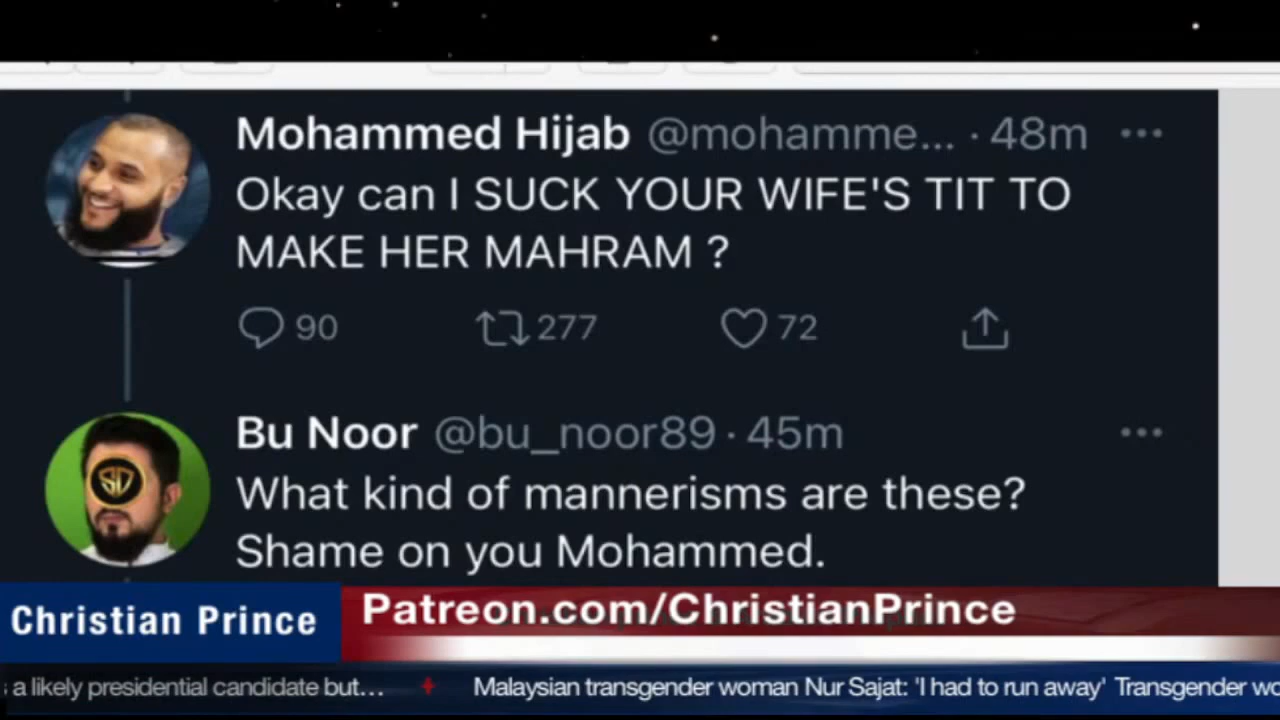 Mohammed Hijab @mohamme... · 48m
Okay can I SUCK YOUR WIFE'S TIT TO
MAKE HER MAHRAM ?
90 277 72
Bu Noor @bu_noor89 · 45m
What kind of mannerisms are these?
Shame on you Mohammed.
Christian Prince
Patreon.com/ChristianPrince
a likely presidential candidate but... Malaysian transgender woman Nur Sajat: 'I had to run away' Transgender